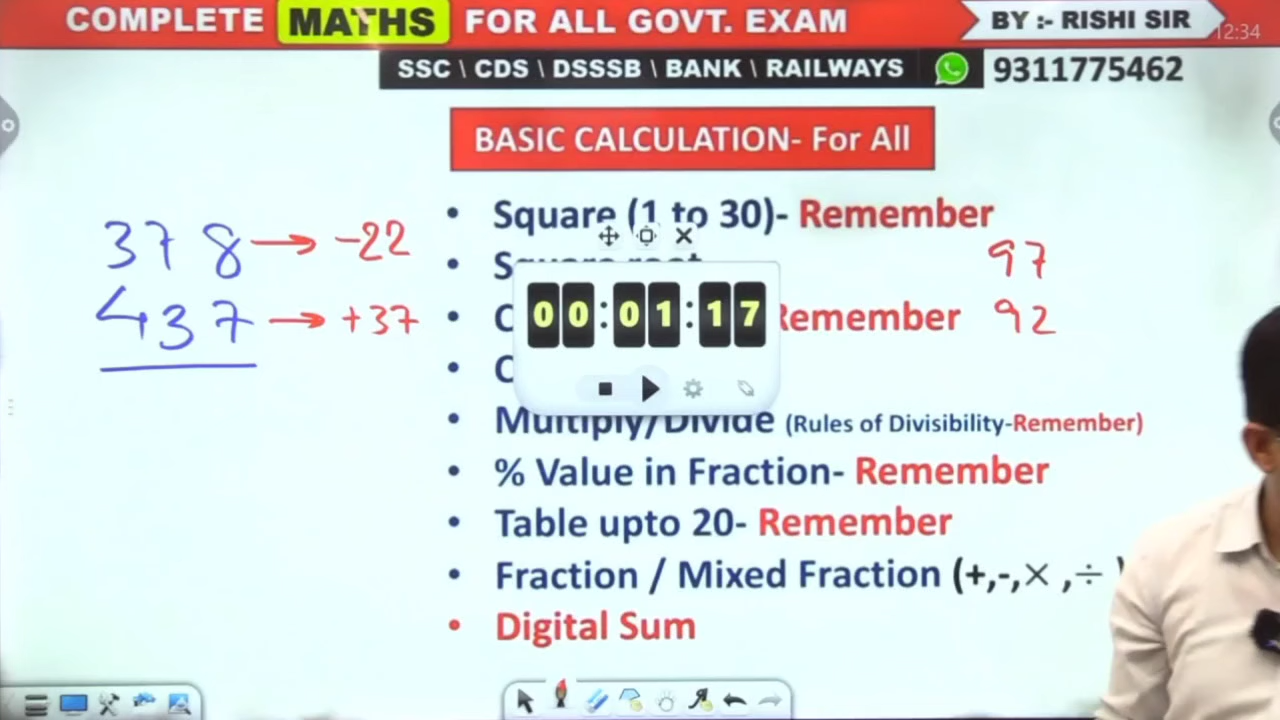 COMPLETE MATHS FOR ALL GOVT. EXAM
BY :- RISHI SIR
12:34
SSC \ CDS \ DSSSB \ BANK \ RAILWAYS 9311775462
BASIC CALCULATION- For All
378 → -22
437 → +37
97
92
• Square (1 to 30)- Remember
• Square root
• C Remember
• C
00:01:17
• Multiply/Divide (Rules of Divisibility-Remember)
• % Value in Fraction- Remember
• Table upto 20- Remember
• Fraction / Mixed Fraction (+,-,× ,÷
• Digital Sum